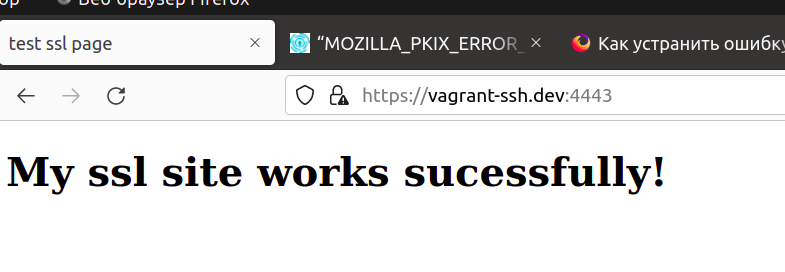 Веб-браузер Firefox
test ssl page
“MOZILLA_PKIX_ERROR_
Как устранить ошибку
https://vagrant-ssh.dev:4443
My ssl site works sucessfully!